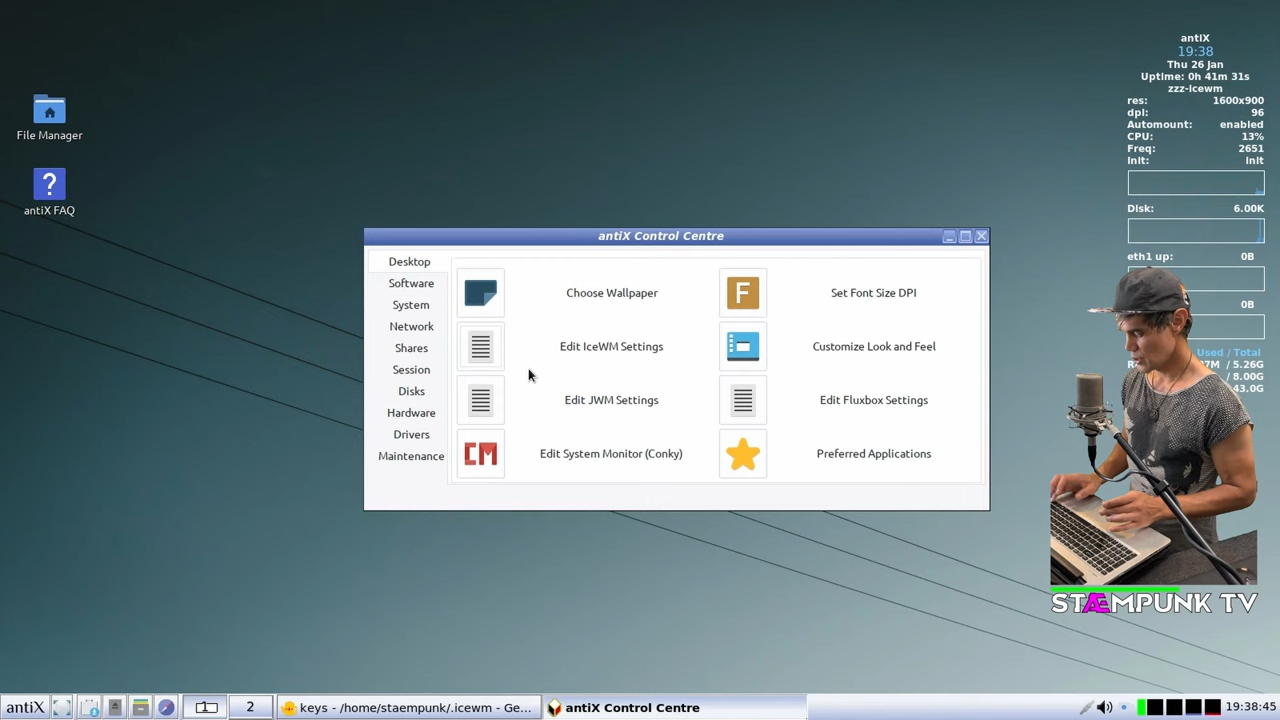 File Manager
antiX FAQ
antiX
19:38
Thu 26 Jan
Uptime: 0h 41m 31s
zzz-icewm
res: 1600x900
dpi: 96
Automount: enabled
CPU: 13%
Freq: 2651
Init: init
Disk: 6.00K
eth1 up: 0B
0B
Used / Total
5.26G
8.00G
43.0G
antiX Control Centre
Desktop
Software
System
Network
Shares
Session
Disks
Hardware
Drivers
Maintenance
Choose Wallpaper
F
Set Font Size DPI
Edit IceWM Settings
Customize Look and Feel
Edit JWM Settings
Edit Fluxbox Settings
CM
Edit System Monitor (Conky)
Preferred Applications
STÆMPUNK TV
antiX
1
2
keys - /home/staempunk/.icewm - Ge...
antiX Control Centre
19:38:45